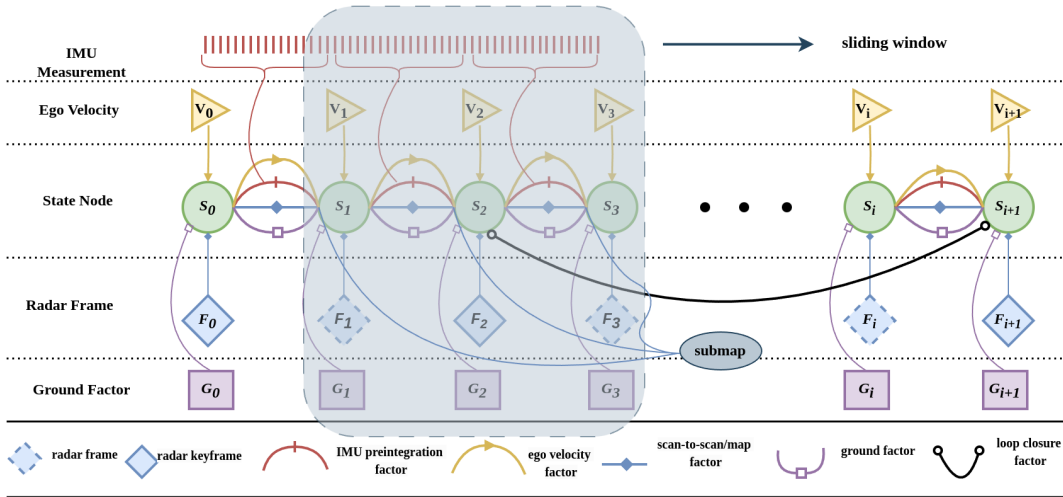 IMU
Measurement
sliding window
Ego Velocity
V0
V1
V2
V3
Vi
Vi+1
State Node
S0
S1
S2
S3
Si
Si+1
Radar Frame
F0
F1
F2
F3
Fi
Fi+1
submap
Ground Factor
G0
G1
G2
G3
Gi
Gi+1
radar frame
radar keyframe
IMU preintegration
factor
ego velocity
factor
scan-to-scan/map
factor
ground factor
loop closure
factor